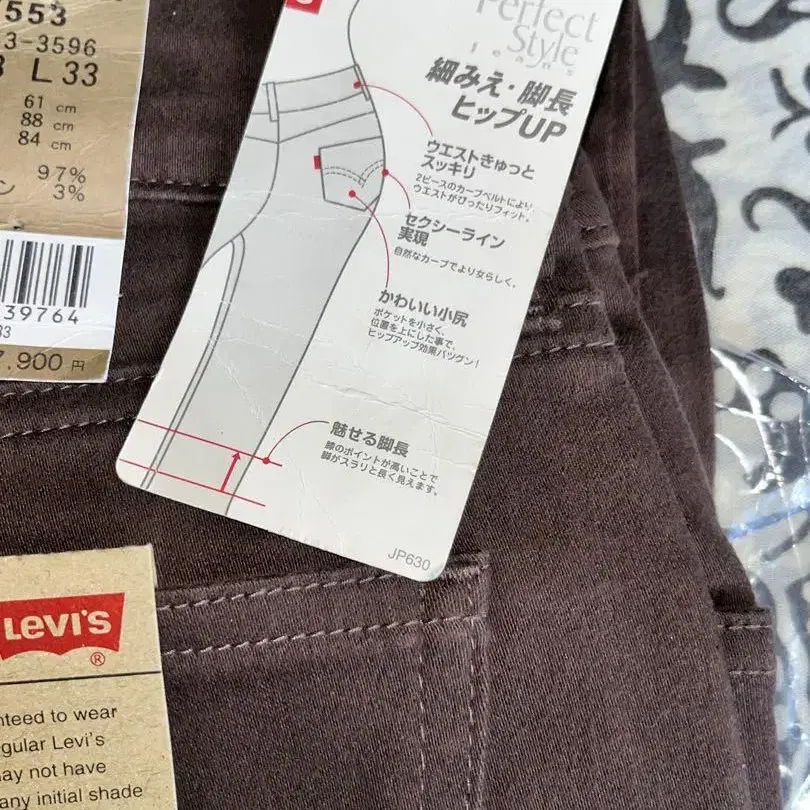 553
3-3596
L 33
61 cm
88 cm
84 cm
97%
ン 3%
39764
33
7.900 円
Perfect
Style
Jeans
細みえ・脚長
ヒップUP
ウエストきゅっと
スッキリ
2ピースのカーブベルトにより、
ウエストがぴったりフィット。
セクシーライン
実現
自然なカーブでより女らしく。
かわいい小尻
ポケットを小さく、
位置を上にした事で、
ヒップアップ効果バツグン!
魅せる脚長
膝のポイントが高いことで
脚がスラリと長く見えます。
JP630
LEVI'S
®
nteed to wear
gular Levi's
nay not have
any initial shade